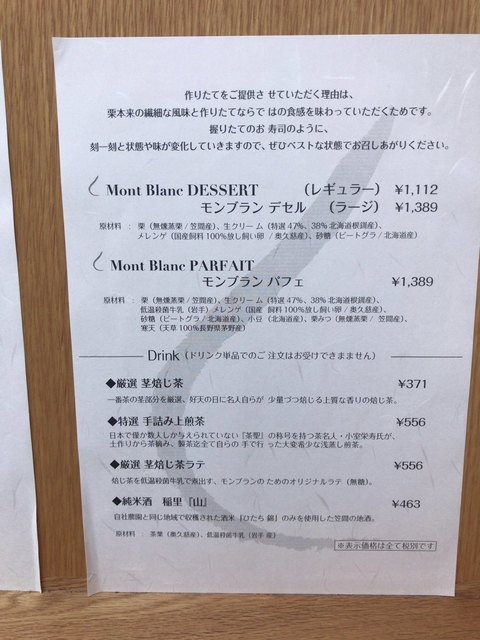 作りたてをご提供させていただく理由は、
栗本来の繊細な風味と作りたてならではの食感を味わっていただくためです。
握りたてのお寿司のように、
刻一刻と状態や味が変化していきますので、ぜひベストな状態でお召しあがりください。
Mont Blanc DESSERT （レギュラー） ¥1,112
モンブラン デセル （ラージ） ¥1,389
原材料 ： 栗（無燻蒸栗 / 笠間産）、生クリーム（特選47%、38% 北海道根釧産）、
メレンゲ（国産飼料100%放し飼い卵 / 奥久慈産）、砂糖（ビートグラ / 北海道産）
Mont Blanc PARFAIT
モンブラン パフェ ¥1,389
原材料 ： 栗（無燻蒸栗 / 笠間産）、生クリーム（特選47%、38% 北海道根釧産）、
低温殺菌牛乳（岩手）メレンゲ（国産 飼料100%放し飼い卵 / 奥久慈産）、
砂糖（ビートグラ / 北海道産）、小豆（北海道産）、栗みつ（無燻蒸栗 / 笠間産）、
寒天（天草100%長野県茅野産）
Drink（ドリンク単品でのご注文はお受けできまません）
◆厳選 茎焙じ茶 ¥371
一番茶の茎部分を厳選、好天の日に名人自らが 少量づつ焙じる上質な香りの焙じ茶。
◆特選 手詰み上煎茶 ¥556
日本で僅か数人しか与えられていない『茶聖』の称号を持つ茶名人・小室栄寿氏が、
土作りから茶摘み、製茶迄全て自らの手で行った大変希少な浅蒸し煎茶。
◆厳選 茎焙じ茶ラテ ¥556
焙じ茶を低温殺菌牛乳で煮出す、モンブランのためのオリジナルラテ（無糖）。
◆純米酒 稲里『山』 ¥463
自社農園と同じ地域で収穫された酒米『ひたち錦』のみを使用した笠間の地酒。
原材料 ： 茶葉（奥久慈産）、低温殺菌牛乳（岩手産）
※表示価格は全て税別です